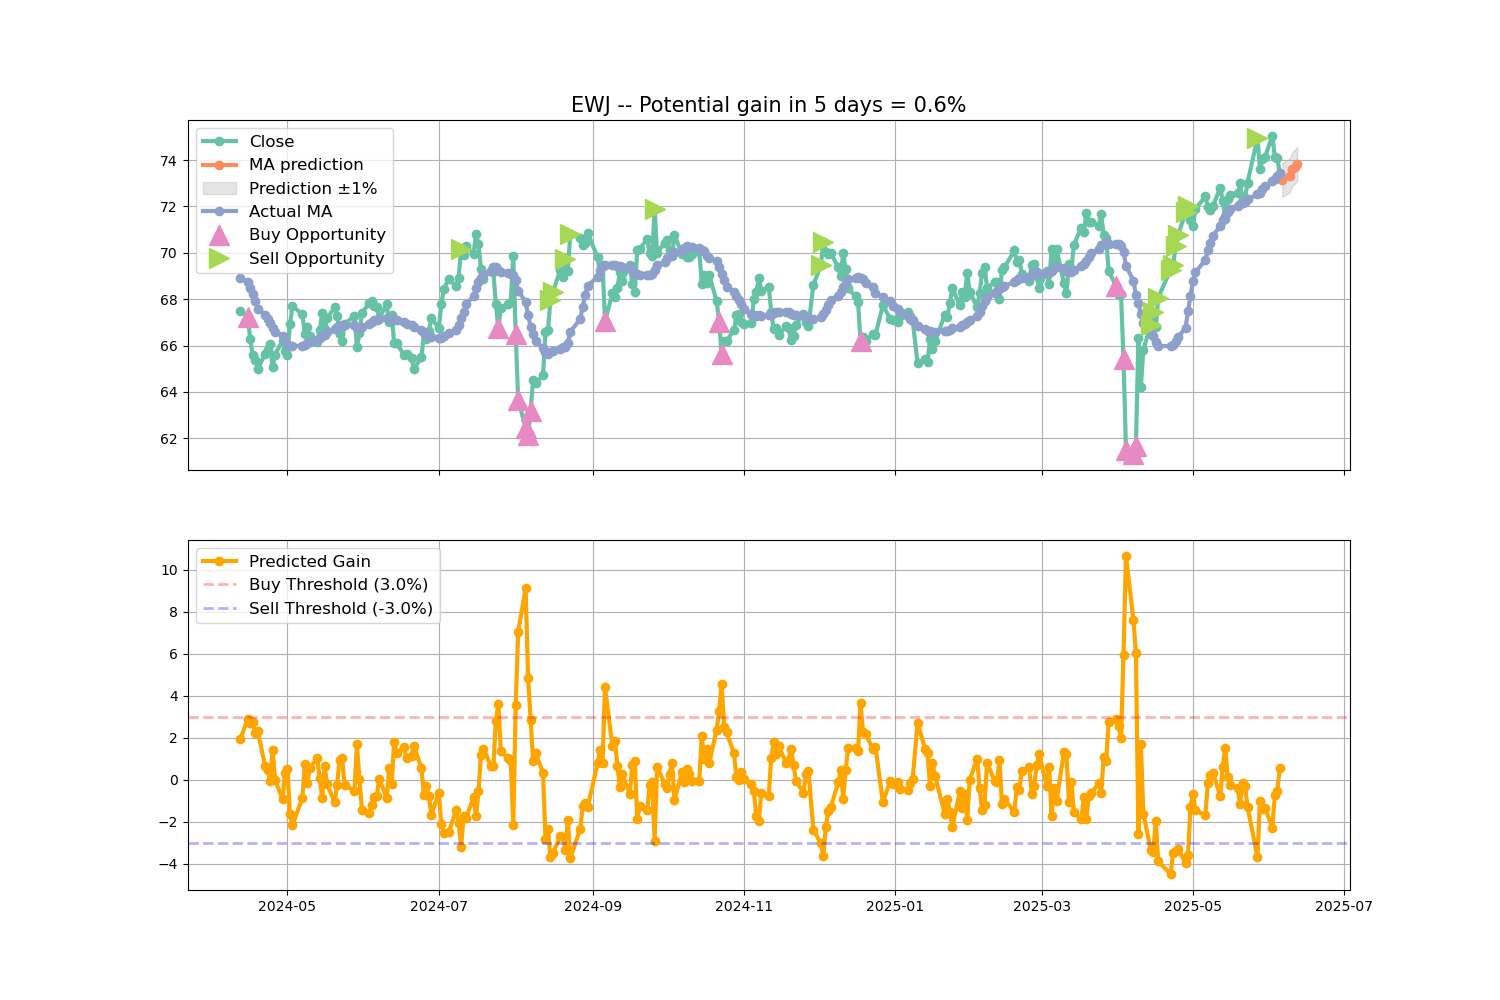 EWJ -- Potential gain in 5 days = 0.6%
Close
MA prediction
Prediction ±1%
Actual MA
Buy Opportunity
Sell Opportunity
74
72
70
68
66
64
62
Predicted Gain
Buy Threshold (3.0%)
Sell Threshold (-3.0%)
10
8
6
4
2
0
−2
−4
2024-05 2024-07 2024-09 2024-11 2025-01 2025-03 2025-05 2025-07